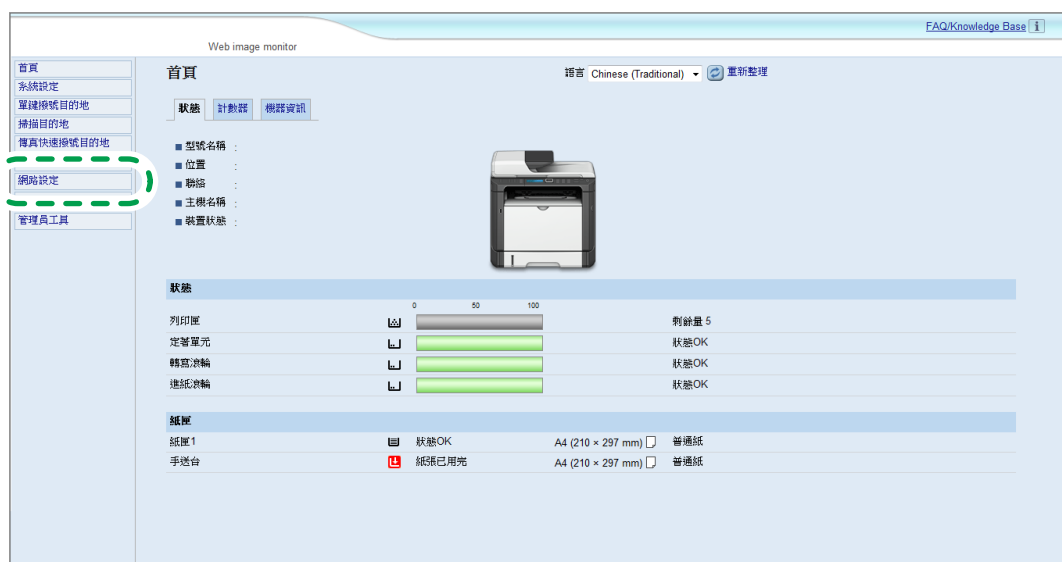 FAQ/Knowledge Base i
Web image monitor
首頁
系統設定
單鍵撥號目的地
掃描目的地
傳真快速撥號目的地
網路設定
管理員工具
首頁
語言 Chinese (Traditional) 重新整理
狀態 計數器 機器資訊
型號名稱 :
位置 :
聯絡 :
主機名稱 :
裝置狀態 :
狀態
0 50 100
列印匣 剩餘量 5
定著單元 狀態OK
轉寫滾輪 狀態OK
進紙滾輪 狀態OK
紙匣
紙匣1 狀態OK A4 (210 × 297 mm) 普通紙
手送台 紙張已用完 A4 (210 × 297 mm) 普通紙